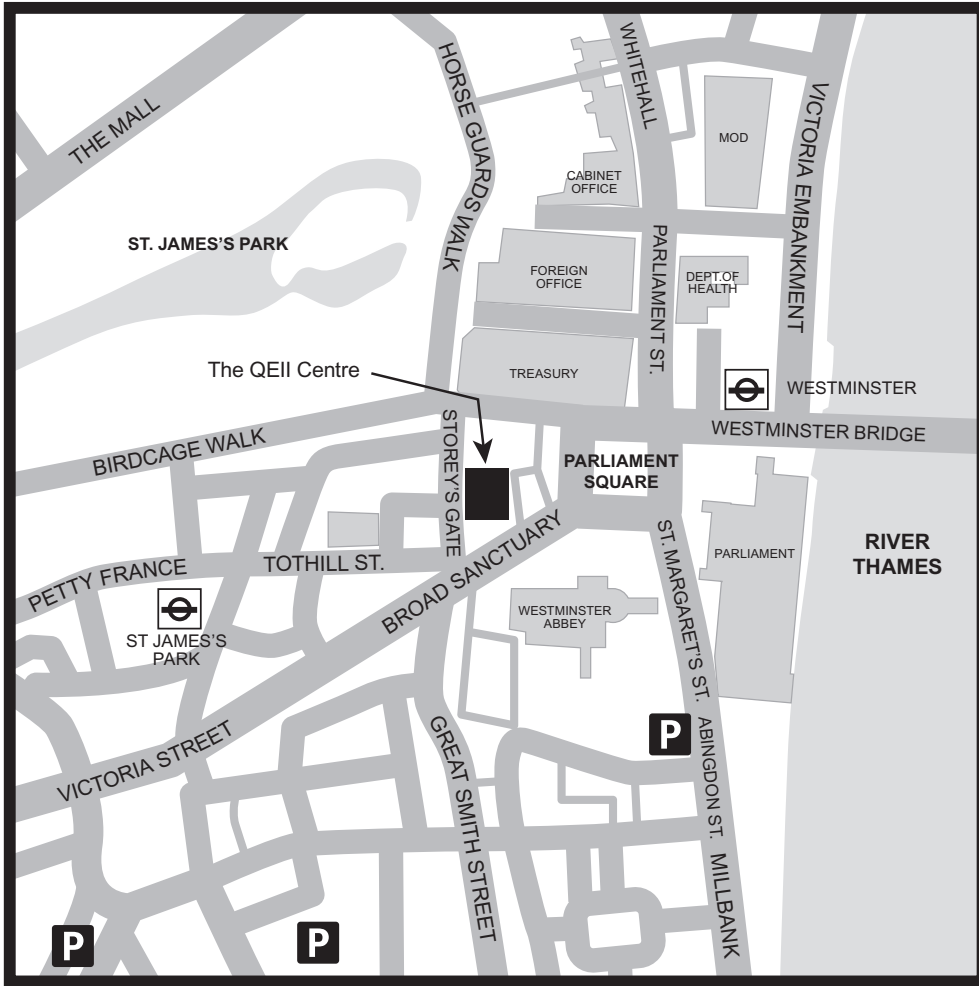 THE MALL
HORSE GUARDS WALK
WHITEHALL
VICTORIA EMBANKMENT
MOD
CABINET
OFFICE
ST. JAMES'S PARK
FOREIGN
OFFICE
PARLIAMENT ST.
DEPT.OF
HEALTH
The QEII Centre
TREASURY
WESTMINSTER
WESTMINSTER BRIDGE
BIRDCAGE WALK
STOREY'S GATE
PARLIAMENT
SQUARE
TOTHILL ST.
PETTY FRANCE
BROAD SANCTUARY
ST. MARGARET'S ST.
PARLIAMENT
RIVER
THAMES
WESTMINSTER
ABBEY
ST JAMES'S
PARK
VICTORIA STREET
GREAT SMITH STREET
P
ABINGDON ST.
MILLBANK
P
P